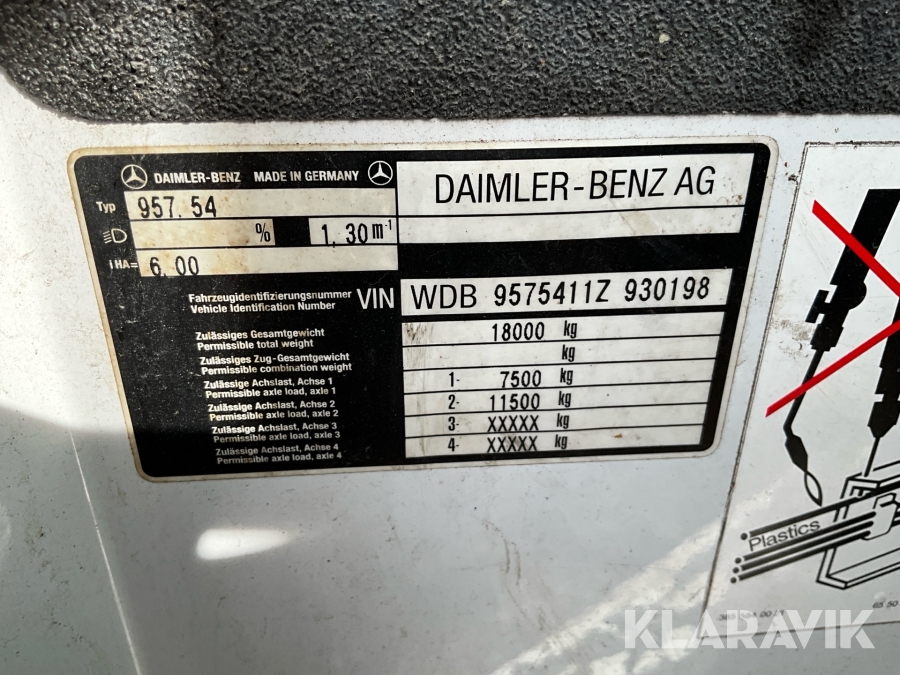 DAIMLER-BENZ MADE IN GERMANY
DAIMLER-BENZ AG
Typ 957.54
% 1,30 m⁻¹
IHA= 6.00
Fahrzeugidentifizierungsnummer
Vehicle Identification Number
VIN WDB 9575411Z 930198
Zulässiges Gesamtgewicht
Permissible total weight
18000 kg
Zulässiges Zug-Gesamtgewicht
Permissible combination weight
kg
Zulässige Achslast, Achse 1
Permissible axle load, axle 1
1- 7500 kg
Zulässige Achslast, Achse 2
Permissible axle load, axle 2
2- 11500 kg
Zulässige Achslast, Achse 3
Permissible axle load, axle 3
3- XXXXX kg
Zulässige Achslast, Achse 4
Permissible axle load, axle 4
4- XXXXX kg
Plastics
65 50
KLARAVIK